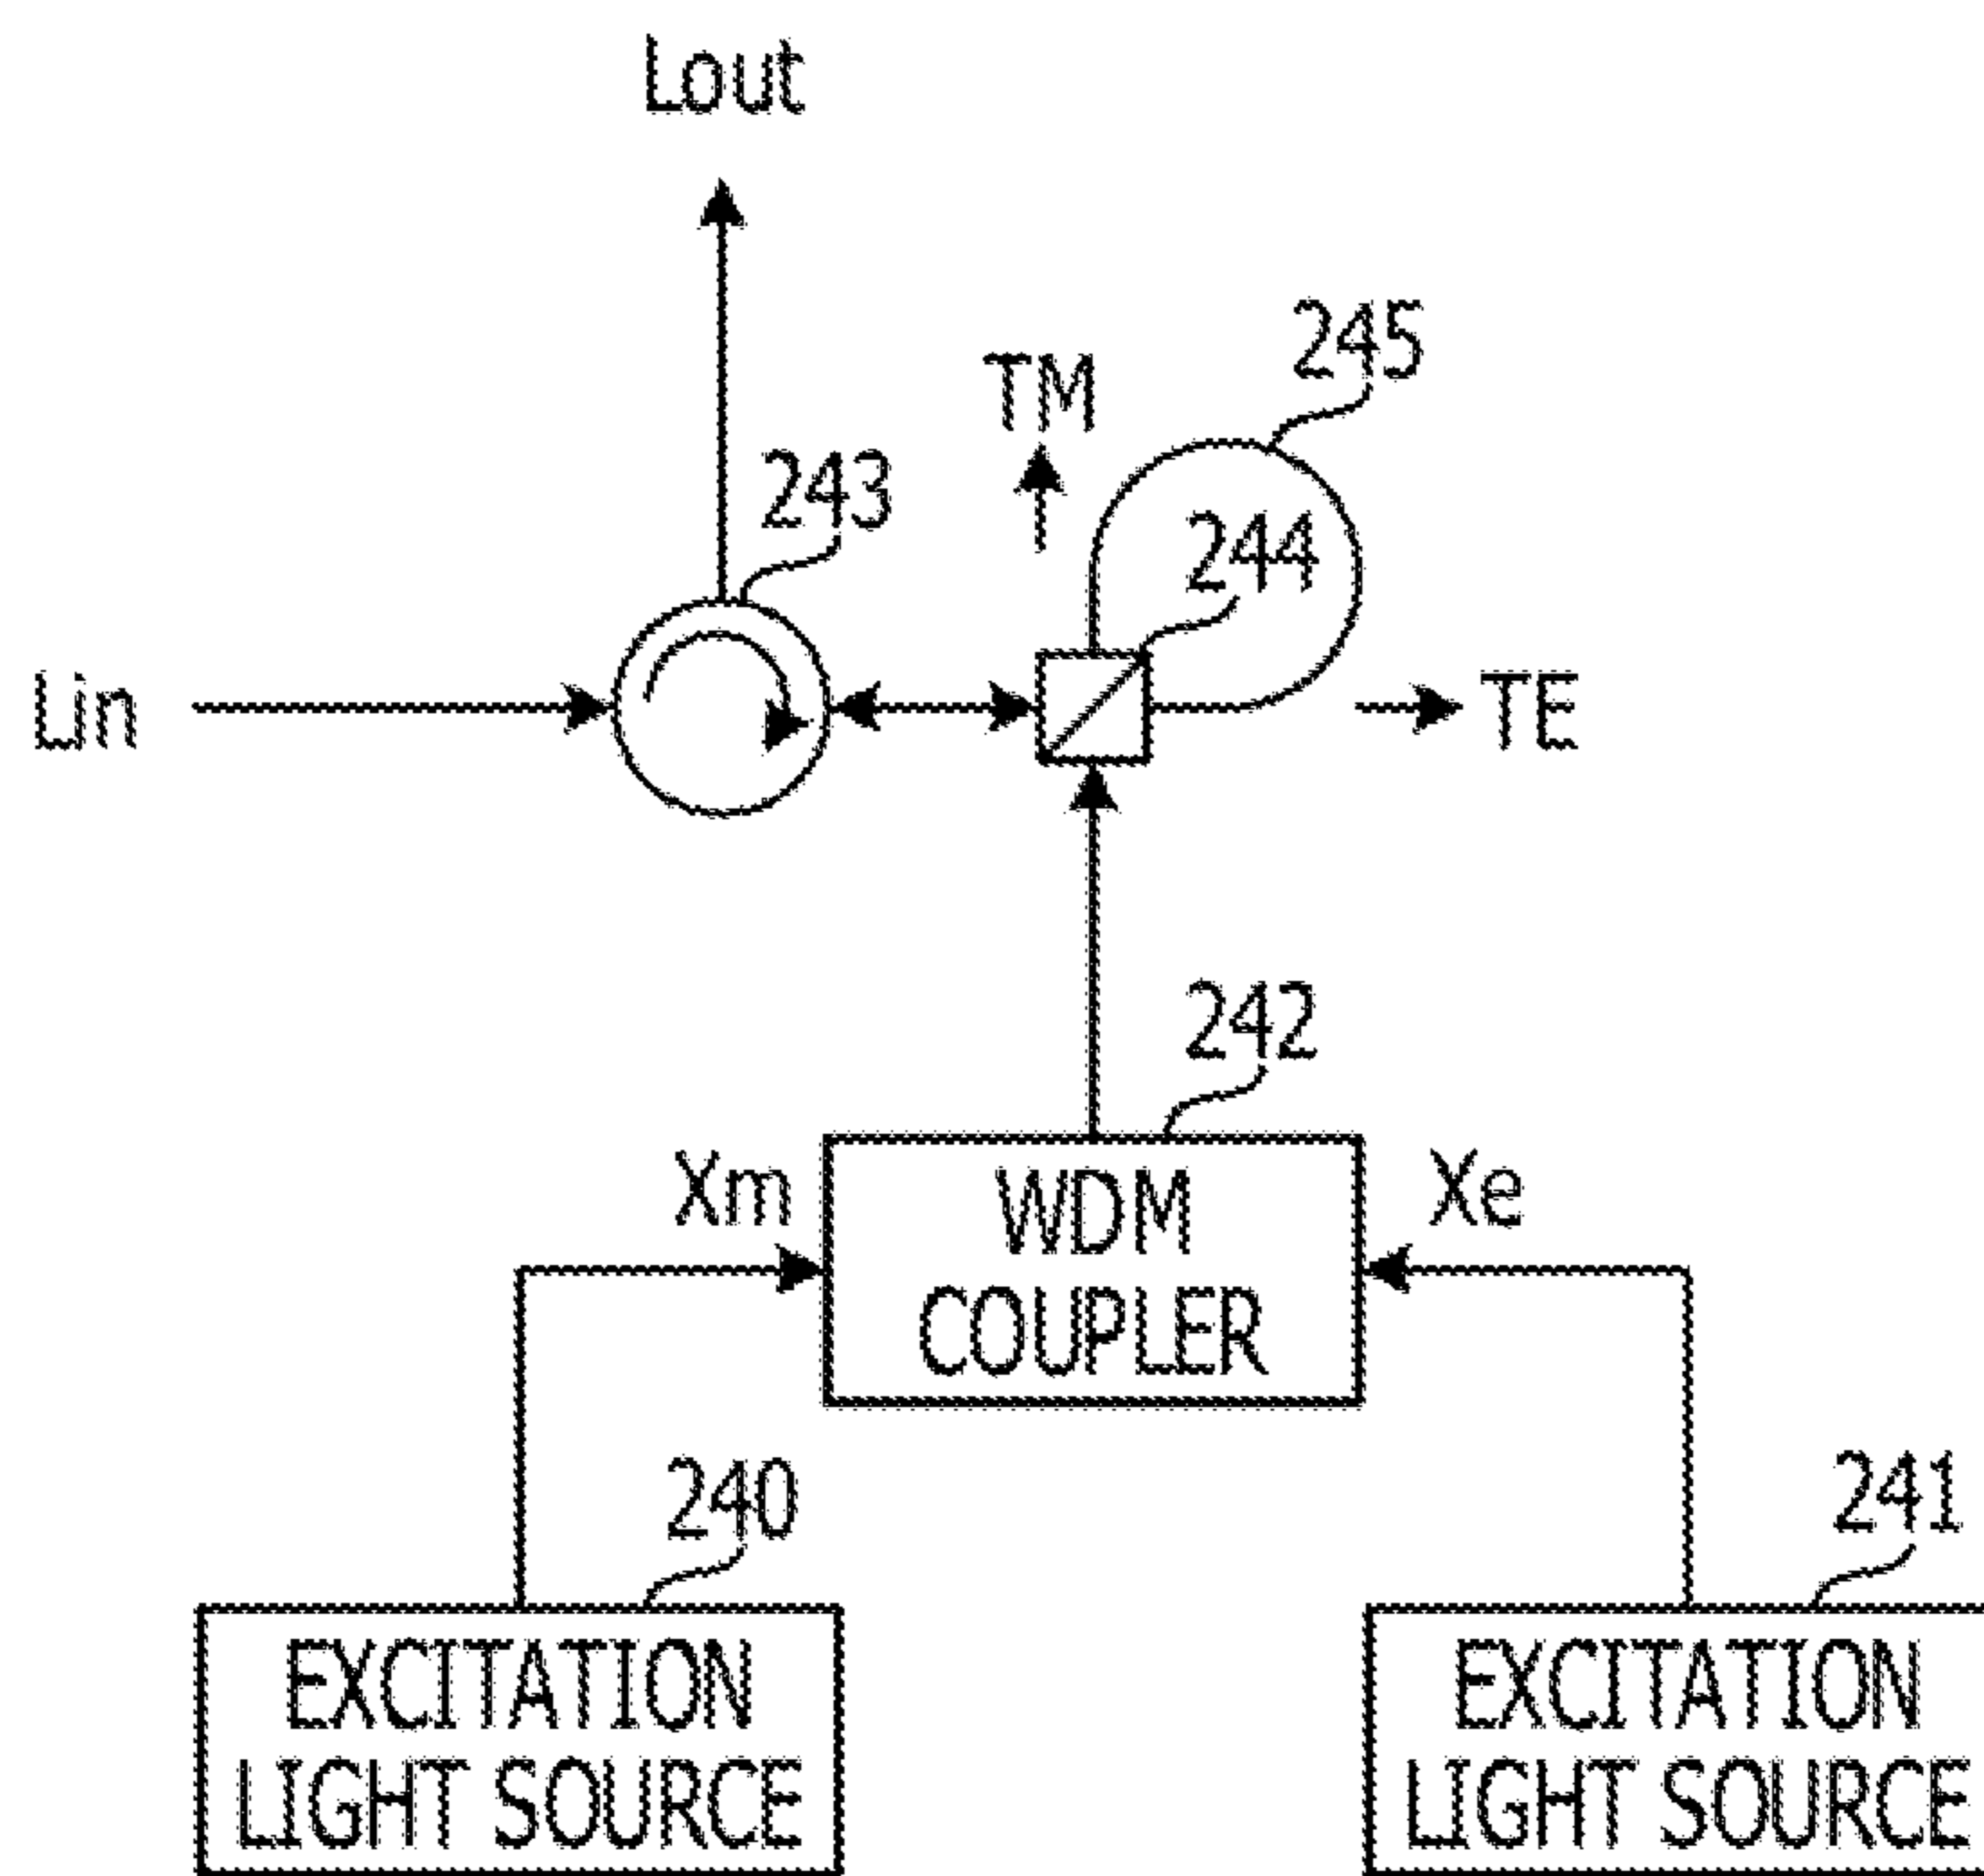 Lout
245
TM
243
244
Lin
TE
242
Xm
WDM
COUPLER
Xe
240
241
EXCITATION
LIGHT SOURCE
EXCITATION
LIGHT SOURCE